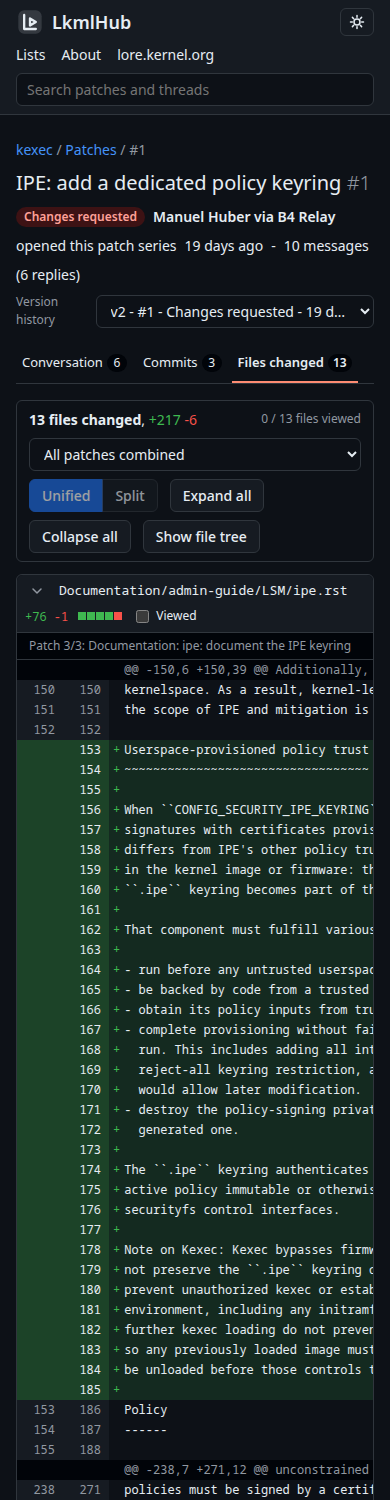 LkmlHub
Lists About lore.kernel.org
Search patches and threads
kexec / Patches / #1
IPE: add a dedicated policy keyring #1
Changes requested Manuel Huber via B4 Relay
opened this patch series 19 days ago - 10 messages
(6 replies)
Version
history
v2 - #1 - Changes requested - 19 d...
Conversation 6 Commits 3 Files changed 13
13 files changed, +217 -6 0 / 13 files viewed
All patches combined
Unified Split Expand all
Collapse all Show file tree
Documentation/admin-guide/LSM/ipe.rst
+76 -1 Viewed
Patch 3/3: Documentation: ipe: document the IPE keyring
@@ -150,6 +150,39 @@ Additionally,
150 150 kernelspace. As a result, kernel-le
151 151 the scope of IPE and mitigation is
152 152
153 + Userspace-provisioned policy trust
154 + ~~~~~~~~~~~~~~~~~~~~~~~~~~~~~~~~~~
155 +
156 + When ``CONFIG_SECURITY_IPE_KEYRING`
157 + signatures with certificates provis
158 + differs from IPE's other policy tru
159 + in the kernel image or firmware: th
160 + ``.ipe`` keyring becomes part of th
161 +
162 + That component must fulfill various
163 +
164 + - run before any untrusted userspac
165 + - be backed by code from a trusted
166 + - obtain its policy inputs from tru
167 + - complete provisioning without fai
168 + run. This includes adding all int
169 + reject-all keyring restriction, a
170 + would allow later modification.
171 + - destroy the policy-signing privat
172 + generated one.
173 +
174 + The ``.ipe`` keyring authenticates
175 + active policy immutable or otherwis
176 + securityfs control interfaces.
177 +
178 + Note on Kexec: Kexec bypasses firmw
179 + not preserve the ``.ipe`` keyring o
180 + prevent unauthorized kexec or estab
181 + environment, including any initramf
182 + further kexec loading do not preven
183 + so any previously loaded image must
184 + be unloaded before those controls t
185 +
153 186 Policy
154 187 ------
155 188
@@ -238,7 +271,12 @@ unconstrained
238 271 policies must be signed by a certif